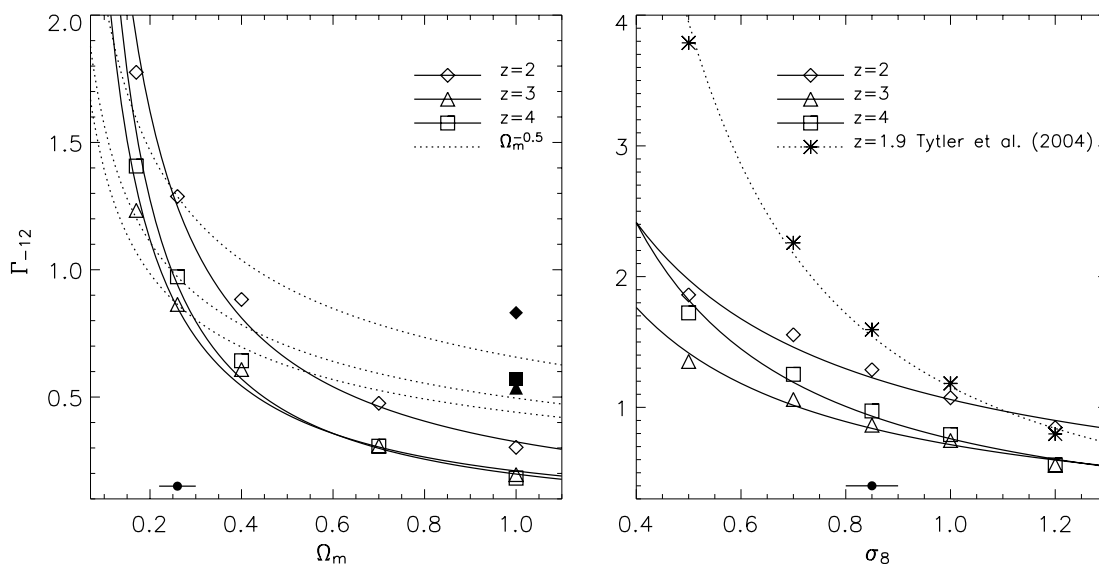 2.0
1.5
1.0
0.5
Γ₋₁₂
0.2 0.4 0.6 0.8 1.0
Ωₘ
z=2
z=3
z=4
Ωₘ⁻⁰·⁵
4
3
2
1
0.4 0.6 0.8 1.0 1.2
σ₈
z=2
z=3
z=4
z=1.9 Tytler et al. (2004).